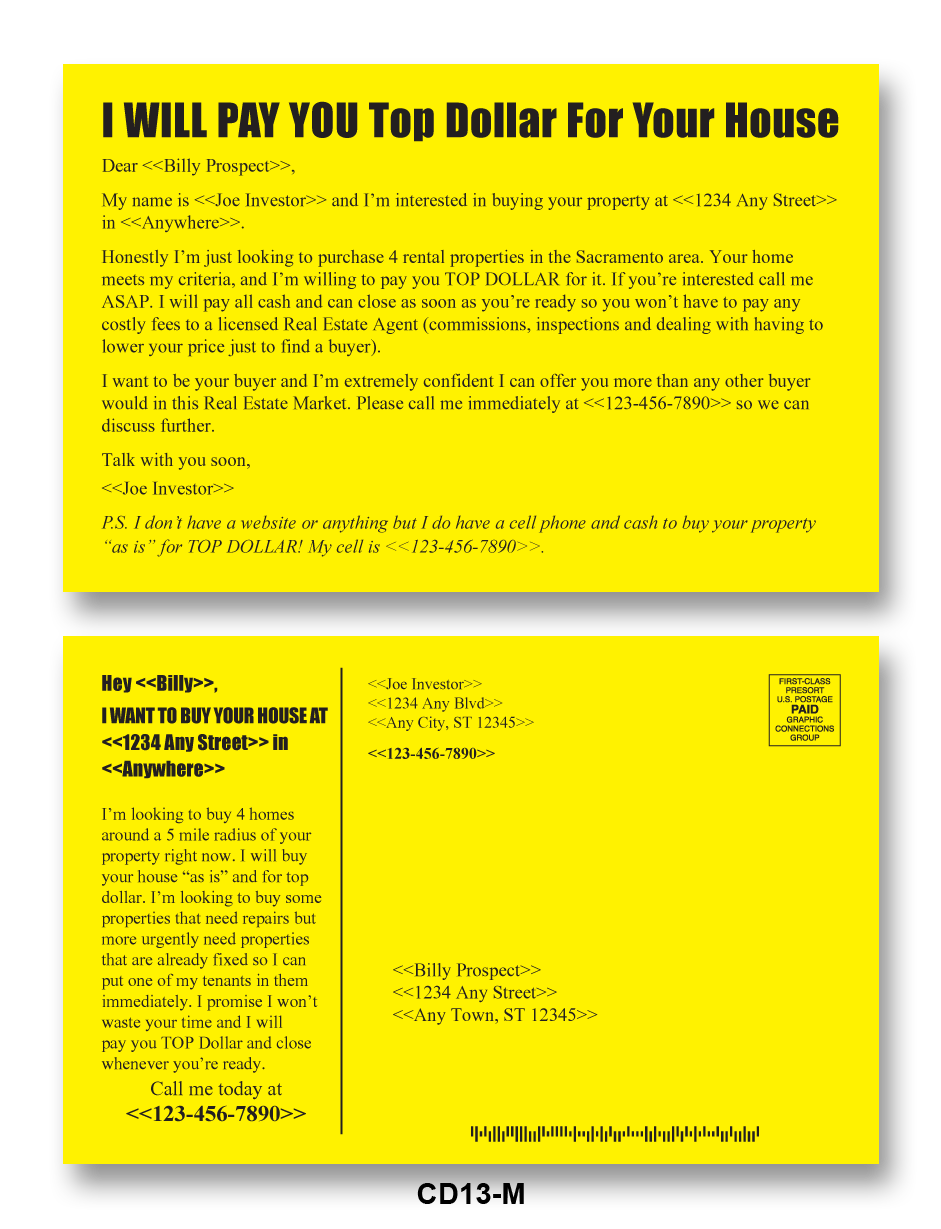 I WILL PAY YOU Top Dollar For Your House
Dear <<Billy Prospect>>,
My name is <<Joe Investor>> and I’m interested in buying your property at <<1234 Any Street>>
in <<Anywhere>>.
Honestly I’m just looking to purchase 4 rental properties in the Sacramento area. Your home
meets my criteria, and I’m willing to pay you TOP DOLLAR for it. If you’re interested call me
ASAP. I will pay all cash and can close as soon as you’re ready so you won’t have to pay any
costly fees to a licensed Real Estate Agent (commissions, inspections and dealing with having to
lower your price just to find a buyer).
I want to be your buyer and I’m extremely confident I can offer you more than any other buyer
would in this Real Estate Market. Please call me immediately at <<123-456-7890>> so we can
discuss further.
Talk with you soon,
<<Joe Investor>>
P.S. I don’t have a website or anything but I do have a cell phone and cash to buy your property
“as is” for TOP DOLLAR! My cell is <<123-456-7890>>.
Hey <<Billy>>,
I WANT TO BUY YOUR HOUSE AT
<<1234 Any Street>> in
<<Anywhere>>
I’m looking to buy 4 homes
around a 5 mile radius of your
property right now. I will buy
your house “as is” and for top
dollar. I’m looking to buy some
properties that need repairs but
more urgently need properties
that are already fixed so I can
put one of my tenants in them
immediately. I promise I won’t
waste your time and I will
pay you TOP Dollar and close
whenever you’re ready.
Call me today at
<<123-456-7890>>
<<Joe Investor>>
<<1234 Any Blvd>>
<<Any City, ST 12345>>
<<123-456-7890>>
FIRST-CLASS
PRESORT
U.S. POSTAGE
PAID
GRAPHIC
CONNECTIONS
GROUP
<<Billy Prospect>>
<<1234 Any Street>>
<<Any Town, ST 12345>>
CD13-M